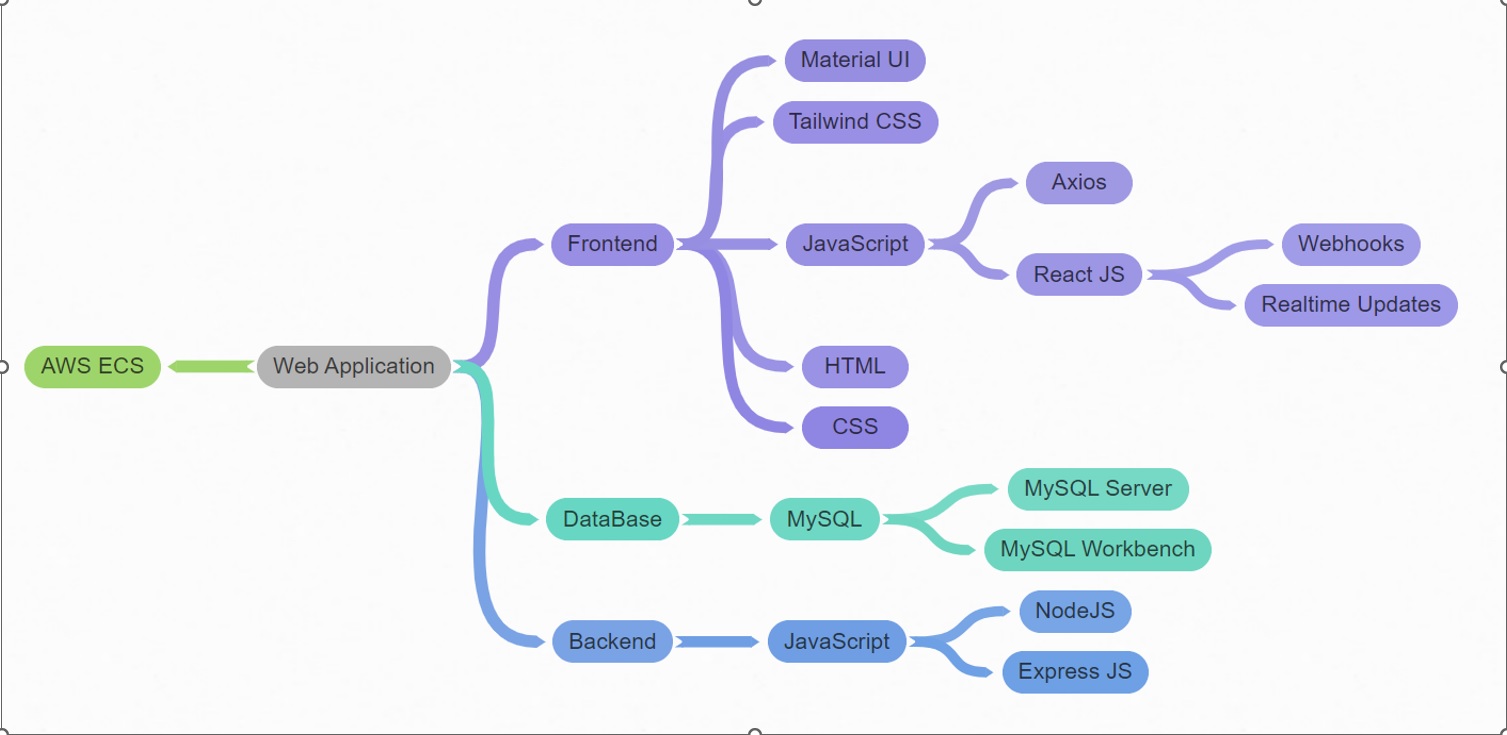 Material UI
Tailwind CSS
Axios
Frontend
JavaScript
Webhooks
React JS
Realtime Updates
AWS ECS
Web Application
HTML
CSS
MySQL Server
DataBase
MySQL
MySQL Workbench
NodeJS
Backend
JavaScript
Express JS